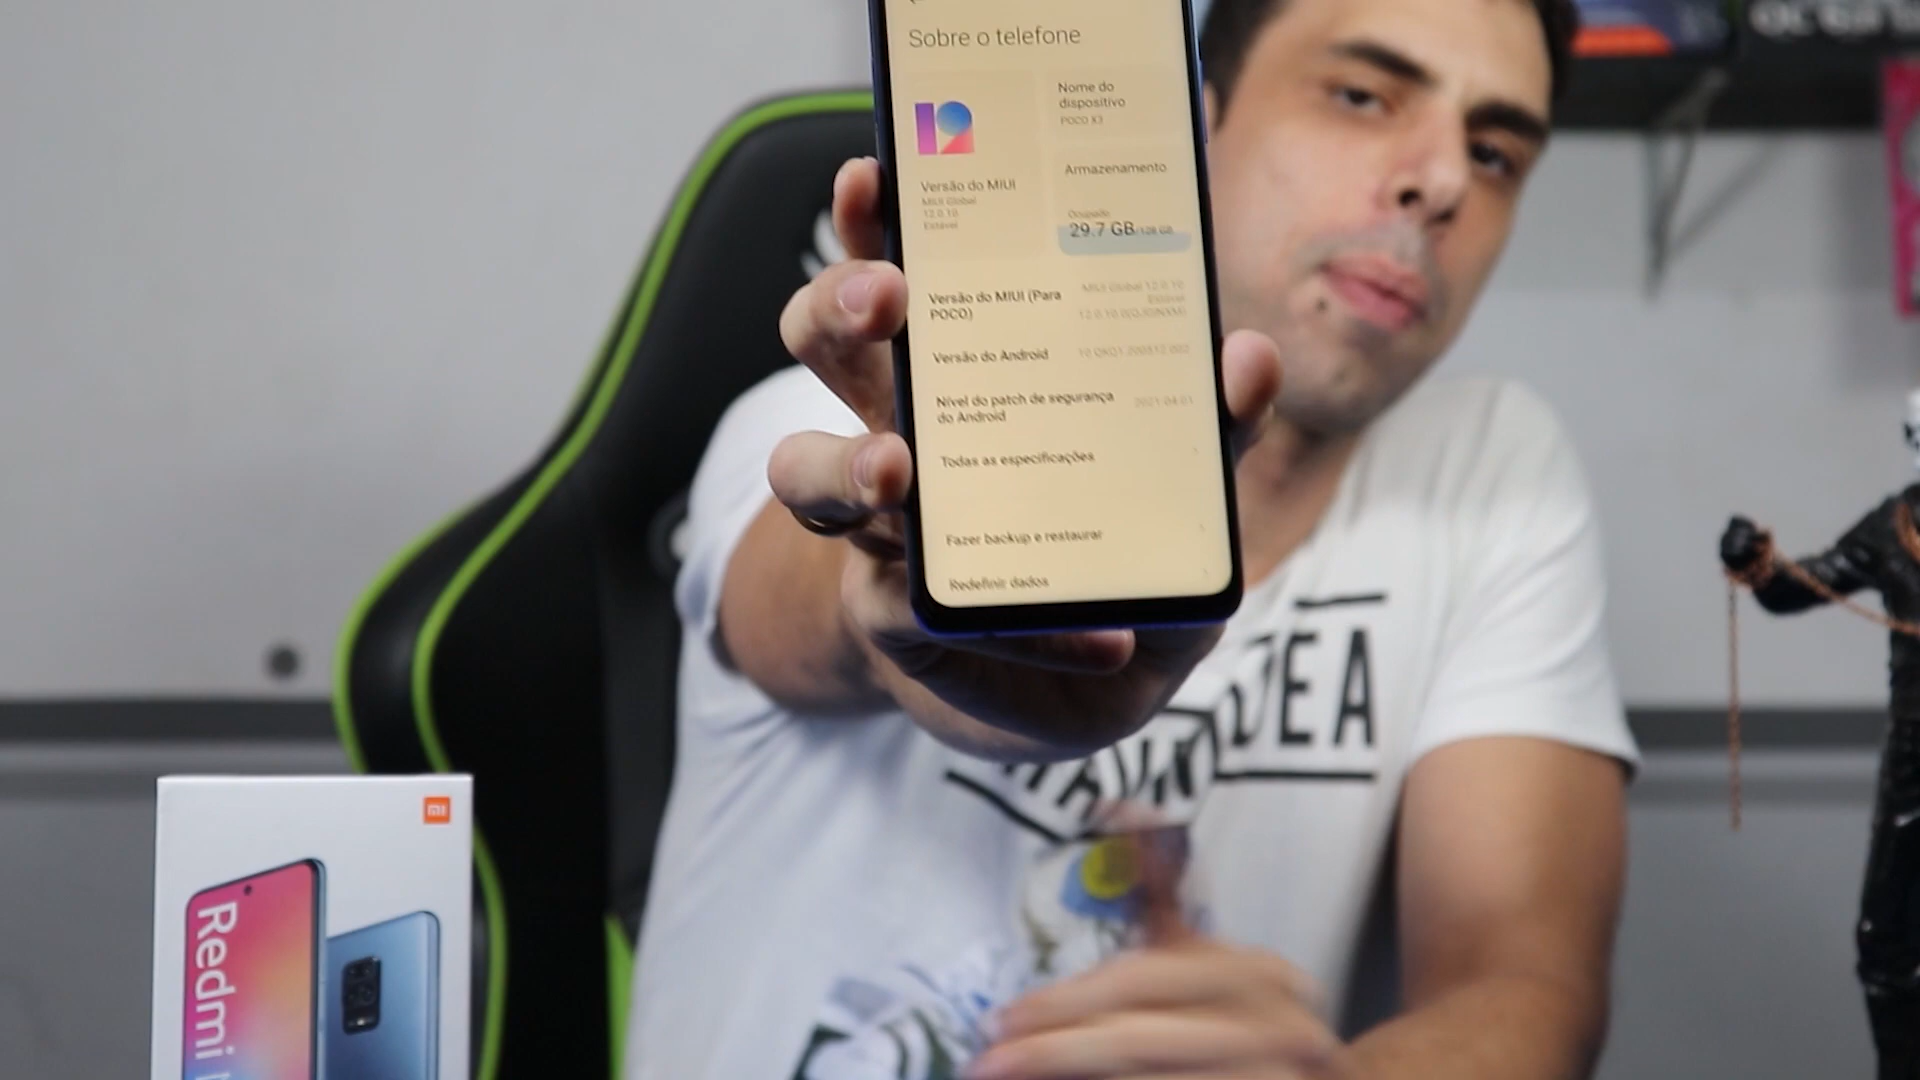 Sobre o telefone
Nome do
dispositivo
POCO X3
Armazenamento
Versão do MIUI
MIUI Global
12.0.10
Estável
Ocupado
29.7 GB/128 GB
Versão do MIUI (Para
POCO)
MIUI Global 12.0.10
Estável
Versão do Android
Nível do patch de segurança
do Android
2021-04-01
Todas as especificações
Fazer backup e restaurar
Redefinir dados
Redmi